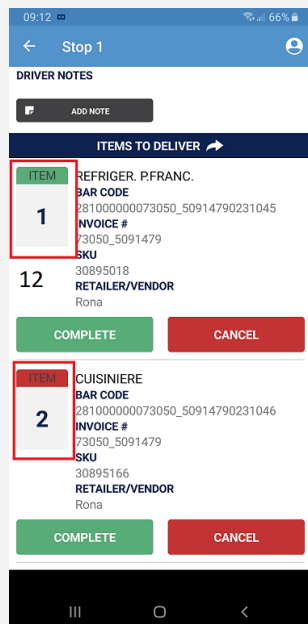 09:12 66%
Stop 1
DRIVER NOTES
ADD NOTE
ITEMS TO DELIVER
ITEM
REFRIGER. P.FRANC.
BAR CODE
281000000073050_50914790231045
1
INVOICE #
73050_5091479
SKU
12
30895018
RETAILER/VENDOR
Rona
COMPLETE CANCEL
ITEM
CUISINIERE
BAR CODE
281000000073050_50914790231046
2
INVOICE #
73050_5091479
SKU
30895166
RETAILER/VENDOR
Rona
COMPLETE CANCEL